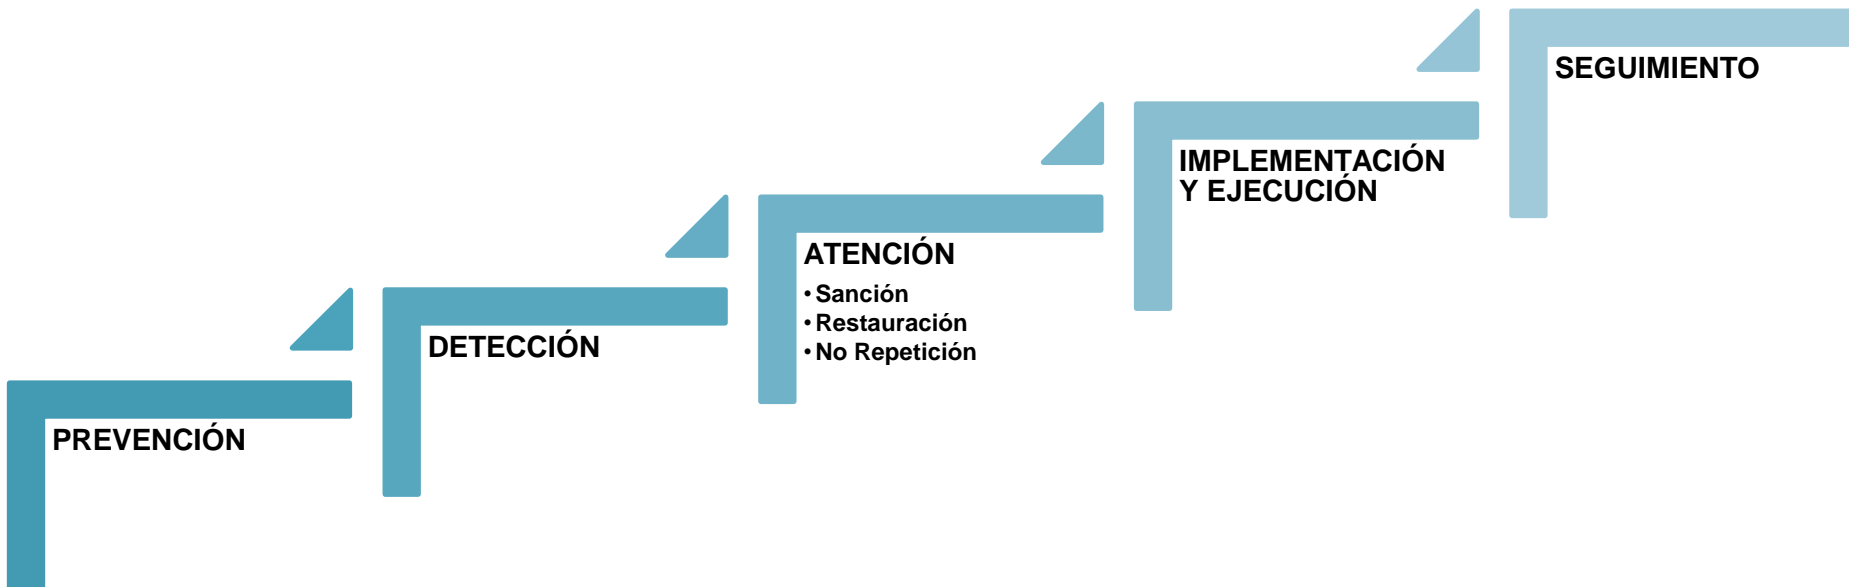 PREVENCIÓN
DETECCIÓN
ATENCIÓN
• Sanción
• Restauración
• No Repetición
IMPLEMENTACIÓN
Y EJECUCIÓN
SEGUIMIENTO